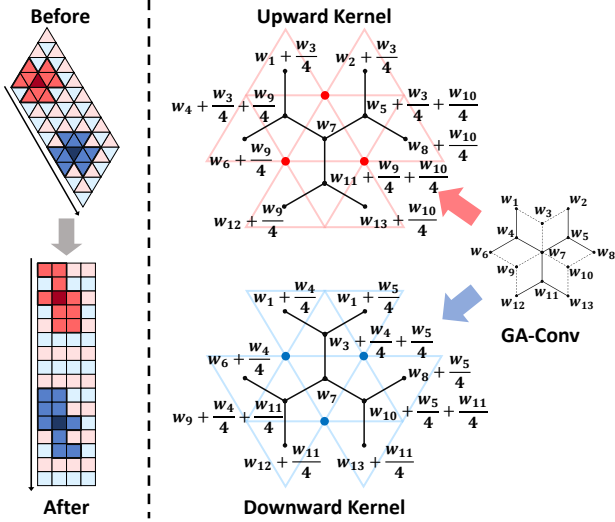 Before
Upward Kernel
w₁ + w₃/4
w₂ + w₃/4
w₄ + w₃/4 + w₉/4
w₅ + w₃/4 + w₁₀/4
w₇
w₆ + w₉/4
w₈ + w₁₀/4
w₁₁ + w₉/4 + w₁₀/4
w₁₂ + w₉/4
w₁₃ + w₁₀/4
w₁
w₂
w₃
w₄
w₅
w₆
w₇
w₈
w₉
w₁₀
w₁₁
w₁₂
w₁₃
GA-Conv
w₁ + w₄/4
w₁ + w₅/4
w₃ + w₄/4 + w₅/4
w₆ + w₄/4
w₈ + w₅/4
w₇
w₉ + w₄/4 + w₁₁/4
w₁₀ + w₅/4 + w₁₁/4
w₁₂ + w₁₁/4
w₁₃ + w₁₁/4
After
Downward Kernel